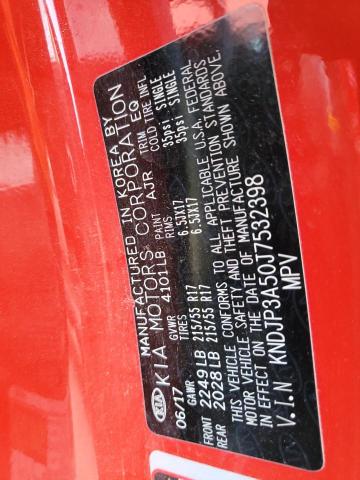 MANUFACTURED IN KOREA BY
KIA KIA MOTORS CORPORATION
06/17 GVWR 4101LB PAINT AJR TRIM EQ
GAWR TIRES RIMS COLD TIRE INFL
FRONT 2249LB 215/55 R17 6.5JX17 35psi SINGLE
REAR 2028LB 215/55 R17 6.5JX17 35psi SINGLE
THIS VEHICLE CONFORMS TO ALL APPLICABLE U.S.A. FEDERAL
MOTOR VEHICLE SAFETY AND THEFT PREVENTION STANDARDS
IN EFFECT ON THE DATE OF MANUFACTURE SHOWN ABOVE.
V.I.N KNDJP3A50J7532398
MPV